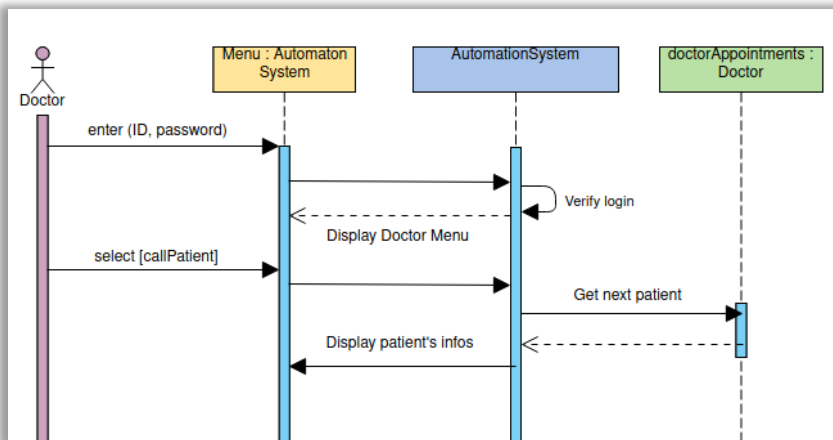 Menu : Automaton
System
AutomationSystem
doctorAppointments :
Doctor
Doctor
enter (ID, password)
Verify login
Display Doctor Menu
select [callPatient]
Get next patient
Display patient's infos